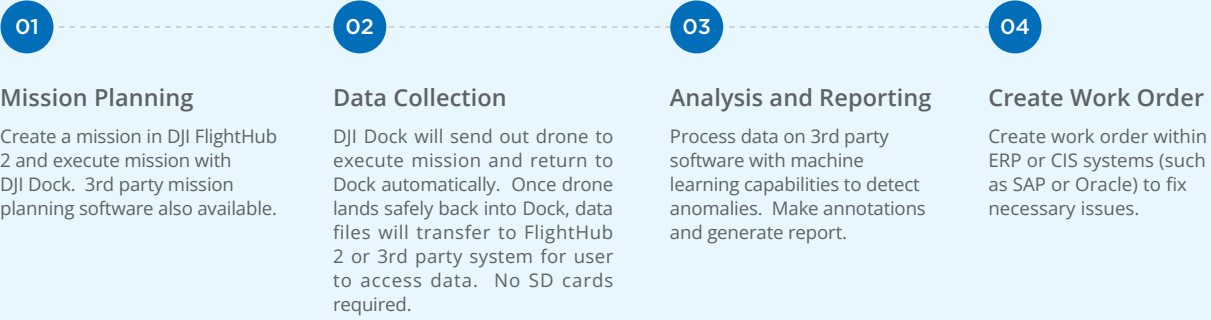 01
02
03
04
Mission Planning
Create a mission in DJI FlightHub
2 and execute mission with
DJI Dock.  3rd party mission
planning software also available.
Data Collection
DJI Dock will send out drone to
execute mission and return to
Dock automatically.  Once drone
lands safely back into Dock, data
files will transfer to FlightHub
2 or 3rd party system for user
to access data.  No SD cards
required.
Analysis and Reporting
Process data on 3rd party
software with machine
learning capabilities to detect
anomalies.  Make annotations
and generate report.
Create Work Order
Create work order within
ERP or CIS systems (such
as SAP or Oracle) to fix
necessary issues.